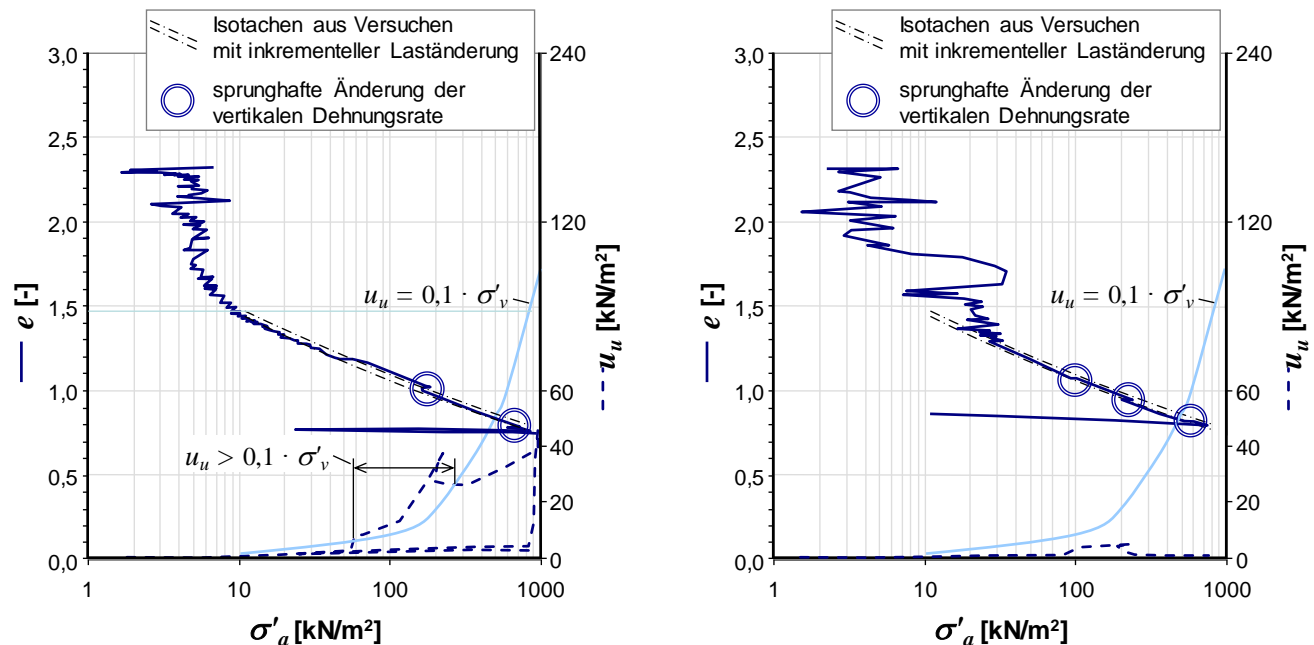 Isotachen aus Versuchen
mit inkrementeller Laständerung
sprunghafte Änderung der
vertikalen Dehnungsrate
3,0
2,5
2,0
1,5
1,0
0,5
0,0
e [-]
240
120
60
40
20
0
u_u [kN/m²]
u_u = 0,1 · σ'_v
u_u > 0,1 · σ'_v
1
10
100
1000
σ'_a [kN/m²]
Isotachen aus Versuchen
mit inkrementeller Laständerung
sprunghafte Änderung der
vertikalen Dehnungsrate
3,0
2,5
2,0
1,5
1,0
0,5
0,0
e [-]
240
120
60
40
20
0
u_u [kN/m²]
u_u = 0,1 · σ'_v
1
10
100
1000
σ'_a [kN/m²]